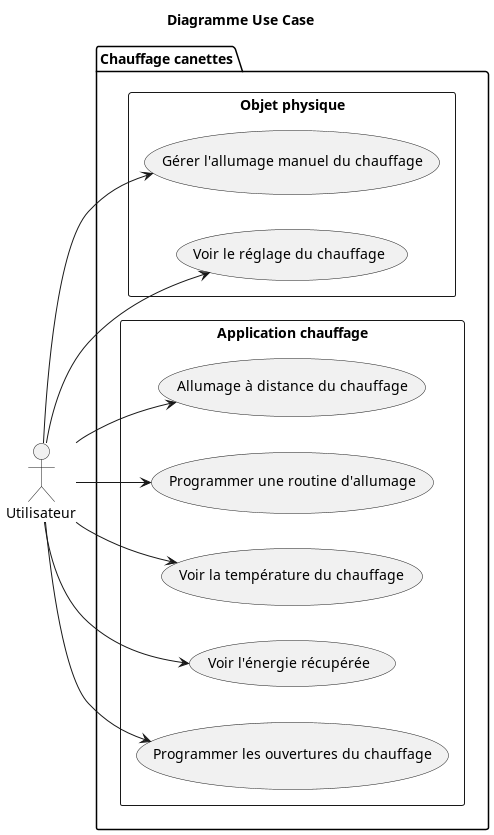 Diagramme Use Case
Chauffage canettes
Objet physique
Gérer l'allumage manuel du chauffage
Voir le réglage du chauffage
Application chauffage
Allumage à distance du chauffage
Programmer une routine d'allumage
Utilisateur
Voir la température du chauffage
Voir l'énergie récupérée
Programmer les ouvertures du chauffage